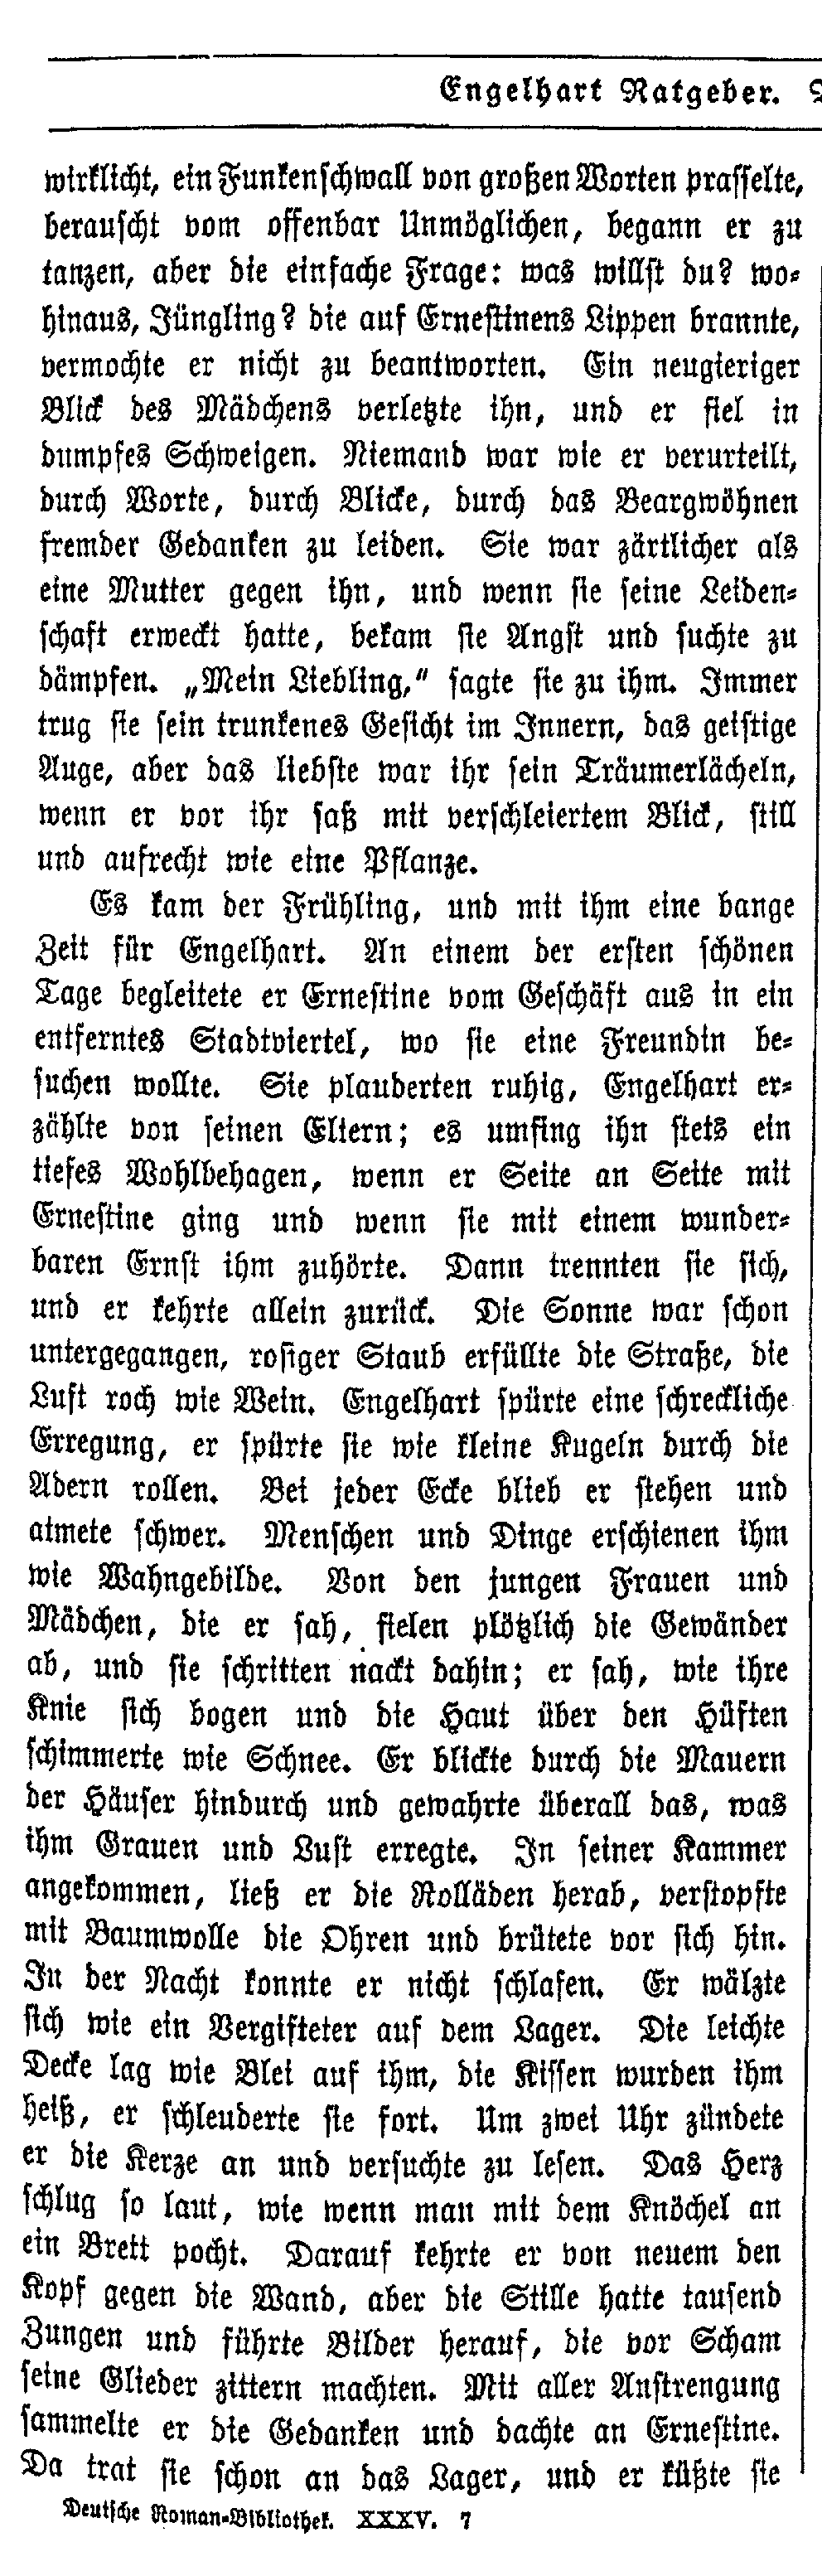 Engelhart Ratgeber.
wirklicht, ein Funkenschwall von großen Worten prasselte,
berauscht vom offenbar Unmöglichen, begann er zu
tanzen, aber die einfache Frage: was willst du? wo-
hinaus, Jüngling? die auf Ernestinens Lippen brannte,
vermochte er nicht zu beantworten. Ein neugieriger
Blick des Mädchens verletzte ihn, und er fiel in
dumpfes Schweigen. Niemand war wie er verurteilt,
durch Worte, durch Blicke, durch das Beargwöhnen
fremder Gedanken zu leiden. Sie war zärtlicher als
eine Mutter gegen ihn, und wenn sie seine Leiden-
schaft erweckt hatte, bekam sie Angst und suchte zu
dämpfen. „Mein Liebling,“ sagte sie zu ihm. Immer
trug sie sein trunkenes Gesicht im Innern, das geistige
Auge, aber das liebste war ihr sein Träumerlächeln,
wenn er vor ihr saß mit verschleiertem Blick, still
und aufrecht wie eine Pflanze.
Es kam der Frühling, und mit ihm eine bange
Zeit für Engelhart. An einem der ersten schönen
Tage begleitete er Ernestine vom Geschäft aus in ein
entferntes Stadtviertel, wo sie eine Freundin be-
suchen wollte. Sie plauderten ruhig, Engelhart er-
zählte von seinen Eltern; es umfing ihn stets ein
tiefes Wohlbehagen, wenn er Seite an Seite mit
Ernestine ging und wenn sie mit einem wunder-
baren Ernst ihm zuhörte. Dann trennten sie sich,
und er kehrte allein zurück. Die Sonne war schon
untergegangen, rosiger Staub erfüllte die Straße, die
Luft roch wie Wein. Engelhart spürte eine schreckliche
Erregung, er spürte sie wie kleine Kugeln durch die
Adern rollen. Bei jeder Ecke blieb er stehen und
atmete schwer. Menschen und Dinge erschienen ihm
wie Wahngebilde. Von den jungen Frauen und
Mädchen, die er sah, fielen plötzlich die Gewänder
ab, und sie schritten nackt dahin; er sah, wie ihre
Knie sich bogen und die Haut über den Hüften
schimmerte wie Schnee. Er blickte durch die Mauern
der Häuser hindurch und gewahrte überall das, was
ihm Grauen und Lust erregte. In seiner Kammer
angekommen, ließ er die Rolläden herab, verstopfte
mit Baumwolle die Ohren und brütete vor sich hin.
In der Nacht konnte er nicht schlafen. Er wälzte
sich wie ein Vergifteter auf dem Lager. Die leichte
Decke lag wie Blei auf ihm, die Kissen wurden ihm
heiß, er schleuderte sie fort. Um zwei Uhr zündete
er die Kerze an und versuchte zu lesen. Das Herz
schlug so laut, wie wenn man mit dem Knöchel an
ein Brett pocht. Darauf kehrte er von neuem den
Kopf gegen die Wand, aber die Stille hatte tausend
Zungen und führte Bilder herauf, die vor Scham
seine Glieder zittern machten. Mit aller Anstrengung
sammelte er die Gedanken und dachte an Ernestine.
Da trat sie schon an das Lager, und er küßte sie
Deutsche Roman-Bibliothek. XXXV. 7